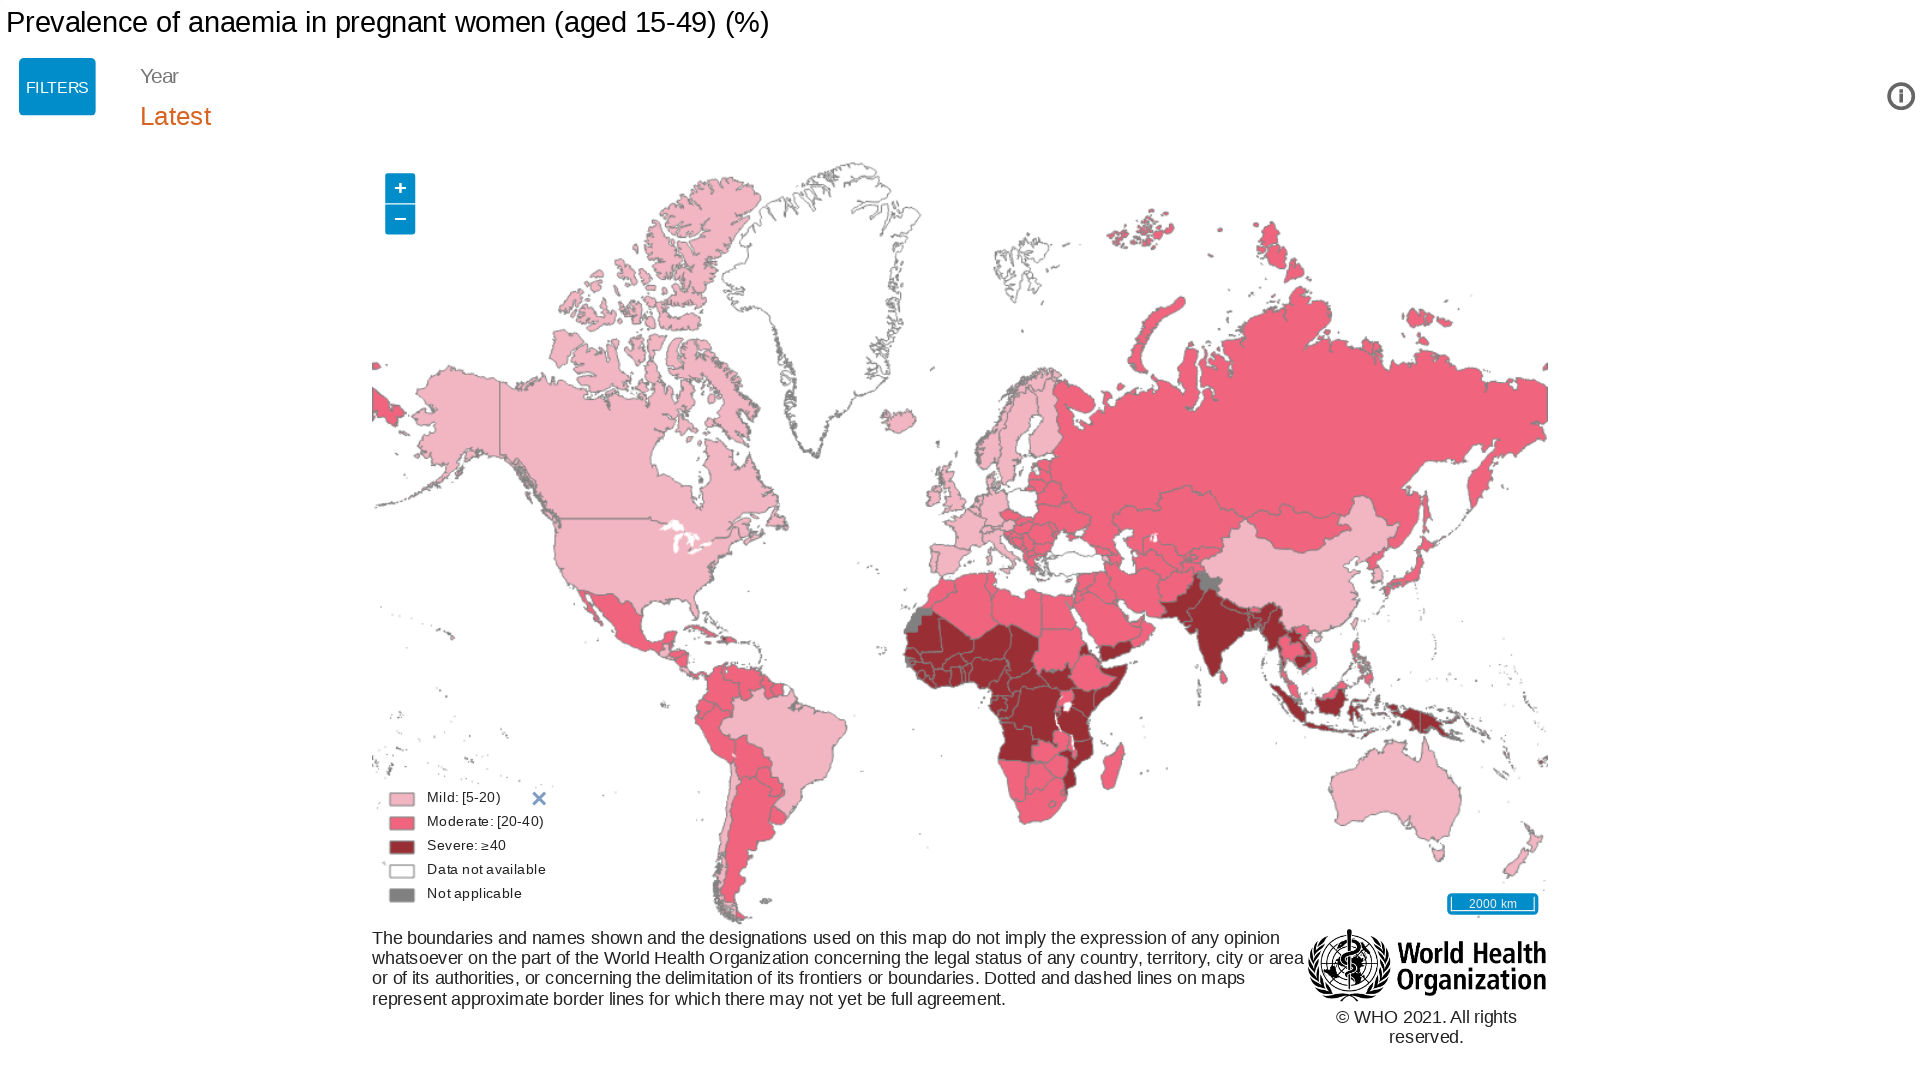 Prevalence of anaemia in pregnant women (aged 15-49) (%)
FILTERS
Year
Latest
+
−
Mild: [5-20)
Moderate: [20-40)
Severe: ≥40
Data not available
Not applicable
2000 km
The boundaries and names shown and the designations used on this map do not imply the expression of any opinion
whatsoever on the part of the World Health Organization concerning the legal status of any country, territory, city or area
or of its authorities, or concerning the delimitation of its frontiers or boundaries. Dotted and dashed lines on maps
represent approximate border lines for which there may not yet be full agreement.
World Health
Organization
© WHO 2021. All rights
reserved.